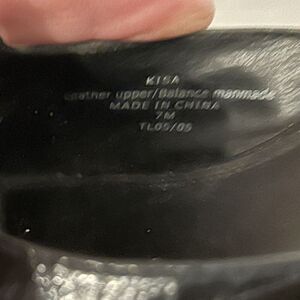 KISA
Leather upper/Balance manmade
MADE IN CHINA
7M
TL05/05